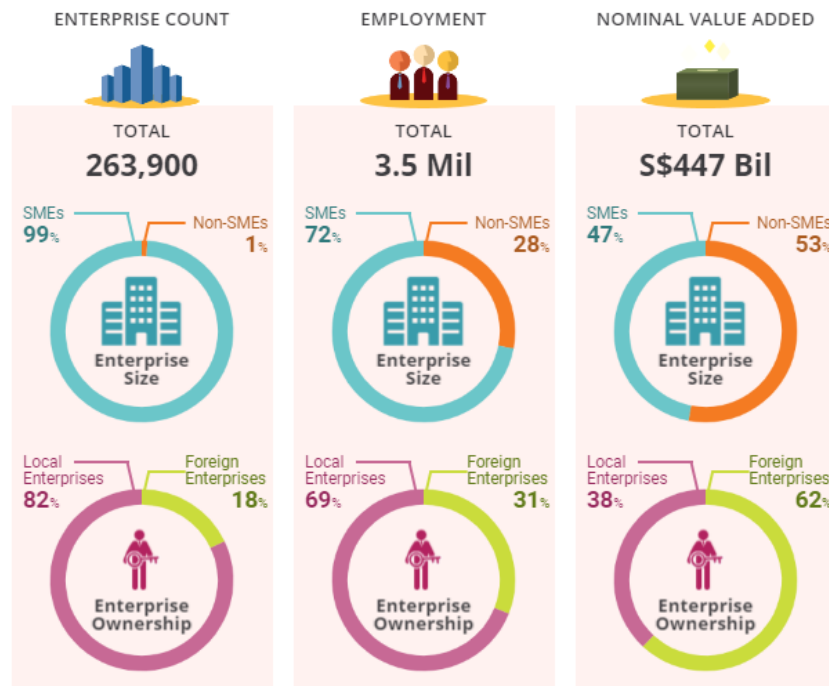 ENTERPRISE COUNT
TOTAL
263,900
SMEs
99%
Non-SMEs
1%
Enterprise
Size
Local
Enterprises
82%
Foreign
Enterprises
18%
Enterprise
Ownership
EMPLOYMENT
TOTAL
3.5 Mil
SMEs
72%
Non-SMEs
28%
Enterprise
Size
Local
Enterprises
69%
Foreign
Enterprises
31%
Enterprise
Ownership
NOMINAL VALUE ADDED
TOTAL
S$447 Bil
SMEs
47%
Non-SMEs
53%
Enterprise
Size
Local
Enterprises
38%
Foreign
Enterprises
62%
Enterprise
Ownership